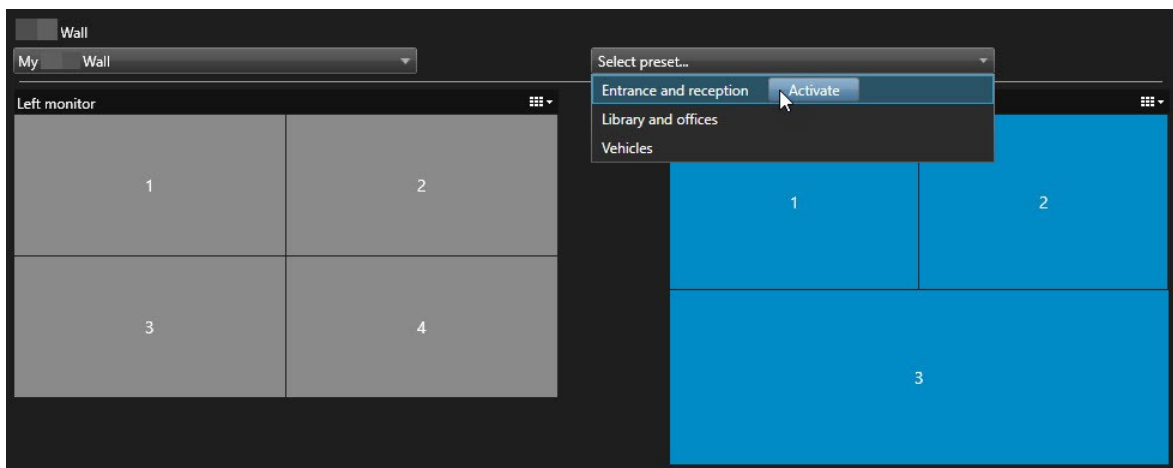 Wall
My Wall
Select preset...
Entrance and reception Activate
Library and offices
Vehicles
Left monitor
1 2
3 4
1 2
3